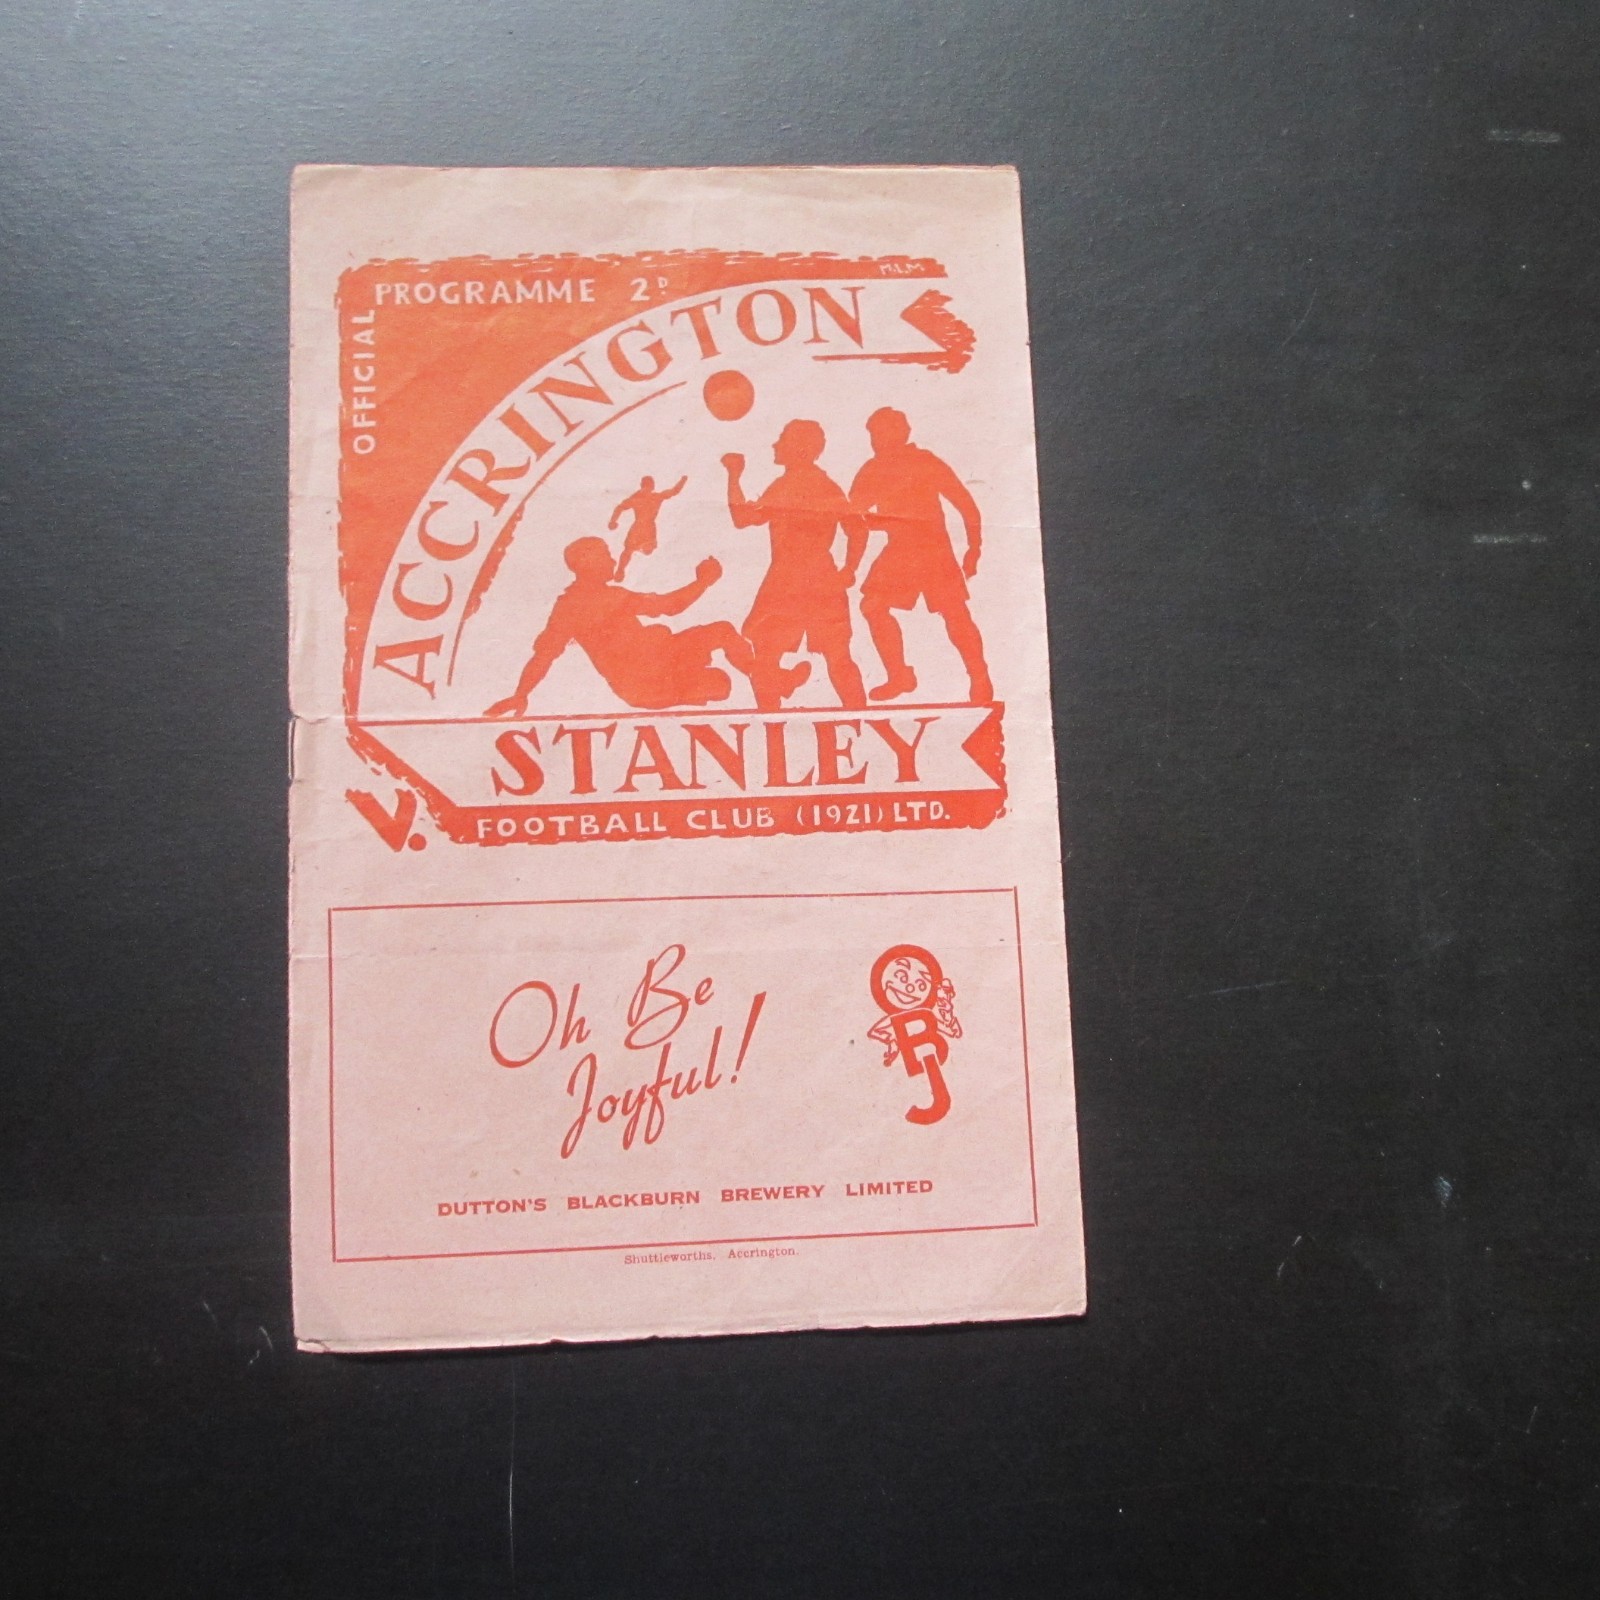 M.L.M
OFFICIAL
PROGRAMME 2D
ACCRINGTON
STANLEY
V.
FOOTBALL CLUB (1921) LTD.
Oh Be
Joyful!
OBJ
DUTTON'S BLACKBURN BREWERY LIMITED
Shuttleworths, Accrington.